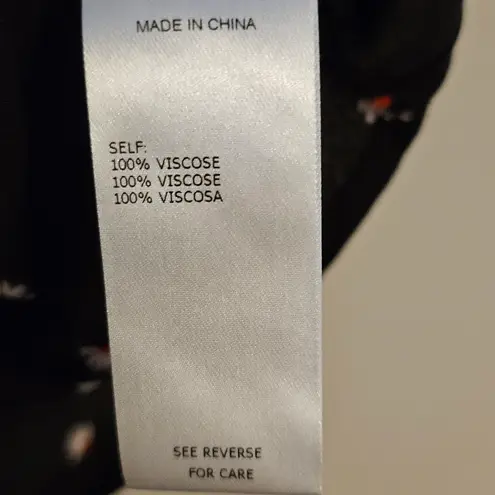 MADE IN CHINA
SELF:
100% VISCOSE
100% VISCOSE
100% VISCOSA
SEE REVERSE
FOR CARE